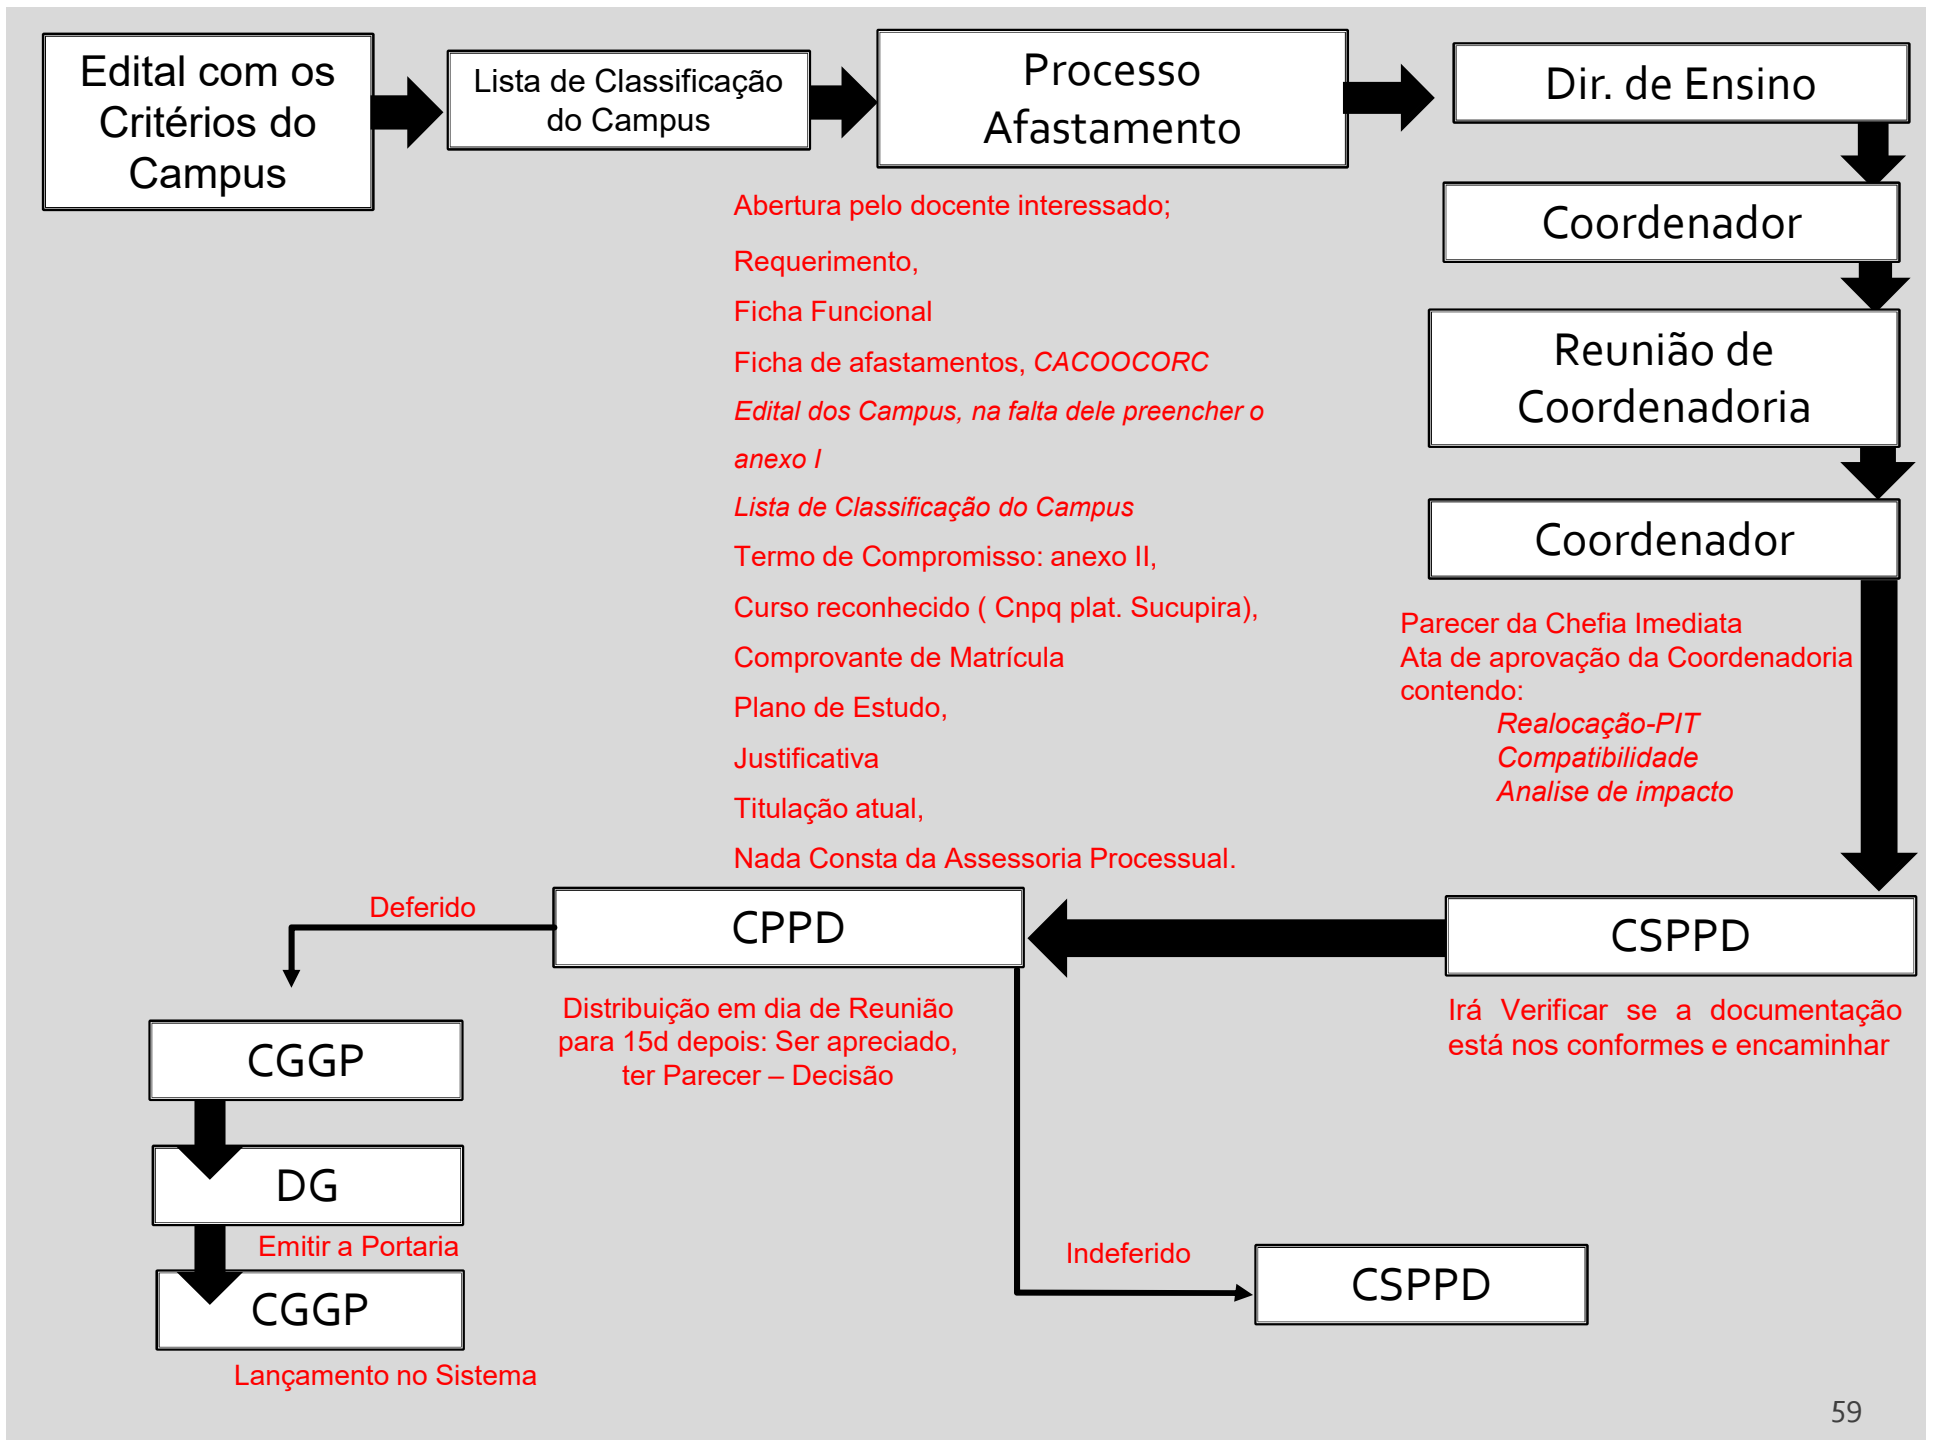 Edital com os
Critérios do
Campus
Lista de Classificação
do Campus
Processo
Afastamento
Dir. de Ensino
Coordenador
Reunião de
Coordenadoria
Coordenador
Abertura pelo docente interessado;
Requerimento,
Ficha Funcional
Ficha de afastamentos, CACOOCORC
Edital dos Campus, na falta dele preencher o
anexo I
Lista de Classificação do Campus
Termo de Compromisso: anexo II,
Curso reconhecido ( Cnpq plat. Sucupira),
Comprovante de Matrícula
Plano de Estudo,
Justificativa
Titulação atual,
Nada Consta da Assessoria Processual.
Parecer da Chefia Imediata
Ata de aprovação da Coordenadoria
contendo:
Realocação-PIT
Compatibilidade
Analise de impacto
CSPPD
Irá Verificar se a documentação
está nos conformes e encaminhar
CPPD
Distribuição em dia de Reunião
para 15d depois: Ser apreciado,
ter Parecer – Decisão
Deferido
CGGP
DG
Emitir a Portaria
CGGP
Lançamento no Sistema
Indeferido
CSPPD
59